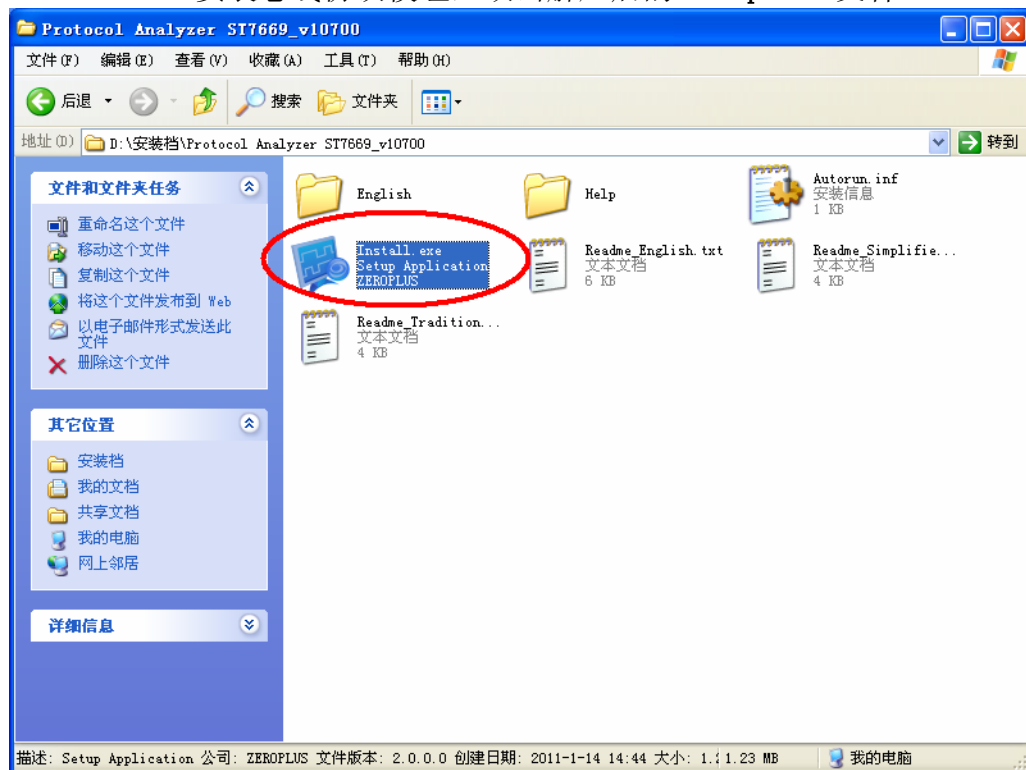 Protocol Analyzer ST7669_v10700
文件(F) 编辑(E) 查看(V) 收藏(A) 工具(T) 帮助(H)
后退 搜索 文件夹
地址(D) D:\安装档\Protocol Analyzer ST7669_v10700 转到
文件和文件夹任务
重命名这个文件
移动这个文件
复制这个文件
将这个文件发布到 Web
以电子邮件形式发送此
文件
删除这个文件
其它位置
安装档
我的文档
共享文档
我的电脑
网上邻居
详细信息
English
Help
Autorun.inf
安装信息
1 KB
Install.exe
Setup Application
ZEROPLUS
Readme_English.txt
文本文档
6 KB
Readme_Simplifie...
文本文档
4 KB
Readme_Tradition...
文本文档
4 KB
描述: Setup Application 公司: ZEROPLUS 文件版本: 2.0.0.0 创建日期: 2011-1-14 14:44 大小: 1. 1.23 MB 我的电脑